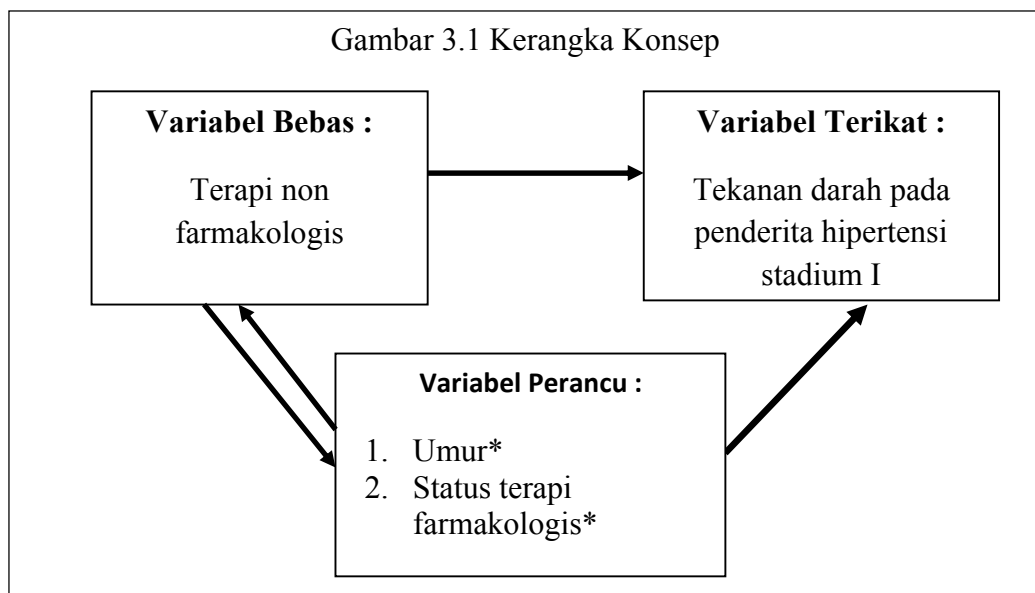 Gambar 3.1 Kerangka Konsep
Variabel Bebas :
Terapi non
farmakologis
Variabel Terikat :
Tekanan darah pada
penderita hipertensi
stadium I
Variabel Perancu :
1. Umur*
2. Status terapi
farmakologis*